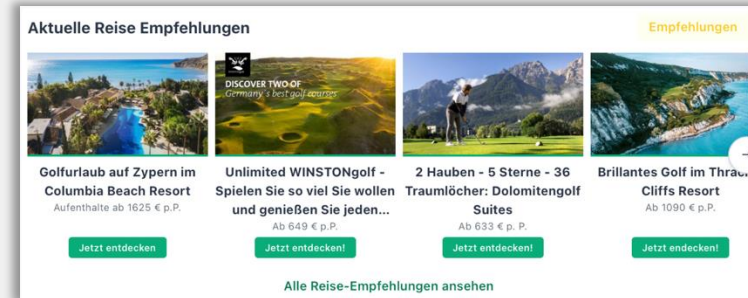 Aktuelle Reise Empfehlungen
Empfehlungen
DISCOVER TWO OF
Germany´s best golf courses
Golfurlaub auf Zypern im
Columbia Beach Resort
Aufenthalte ab 1625 € p.P.
Jetzt entdecken
Unlimited WINSTONgolf -
Spielen Sie so viel Sie wollen
und genießen Sie jeden...
Ab 649 € p.P.
Jetzt entdecken!
2 Hauben - 5 Sterne - 36
Traumlöcher: Dolomitengolf
Suites
Ab 633 € p. P.
Jetzt entdecken!
Brillantes Golf im
Cliffs Resort
Ab 1090 € p.P.
Jetzt endecken!
Alle Reise-Empfehlungen ansehen